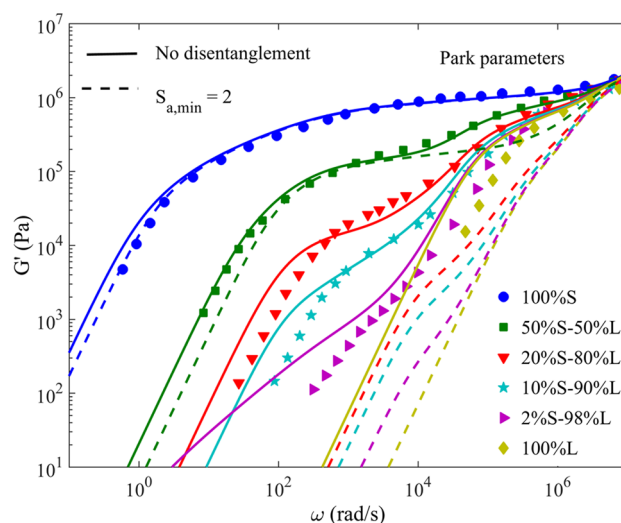 10^7
No disentanglement
Park parameters
S_{a,min} = 2
10^6
10^5
10^4
10^3
10^2
10^1
G' (Pa)
100%S
50%S-50%L
20%S-80%L
10%S-90%L
2%S-98%L
100%L
10^0 10^2 10^4 10^6
ω (rad/s)